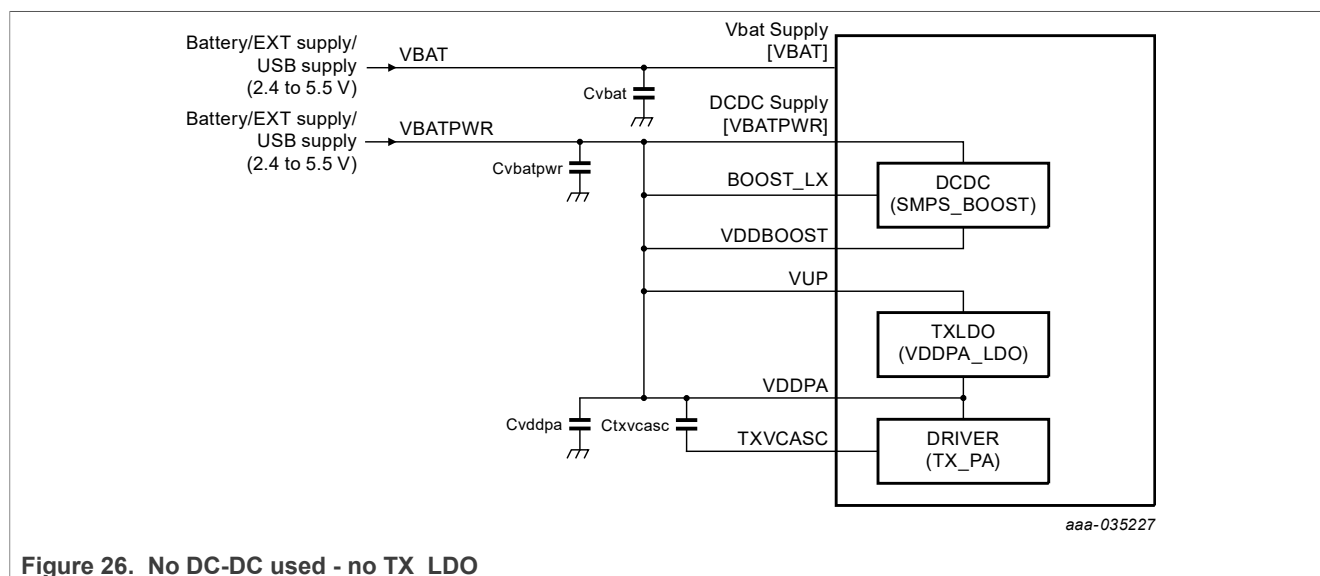 Battery/EXT supply/
USB supply
(2.4 to 5.5 V)
VBAT
Vbat Supply
[VBAT]
Cvbat
Battery/EXT supply/
USB supply
(2.4 to 5.5 V)
VBATPWR
DCDC Supply
[VBATPWR]
Cvbatpwr
BOOST_LX
DCDC
(SMPS_BOOST)
VDDBOOST
VUP
TXLDO
(VDDPA_LDO)
VDDPA
Cvddpa
Ctxvcasc
TXVCASC
DRIVER
(TX_PA)
aaa-035227
Figure 26. No DC-DC used - no TX_LDO